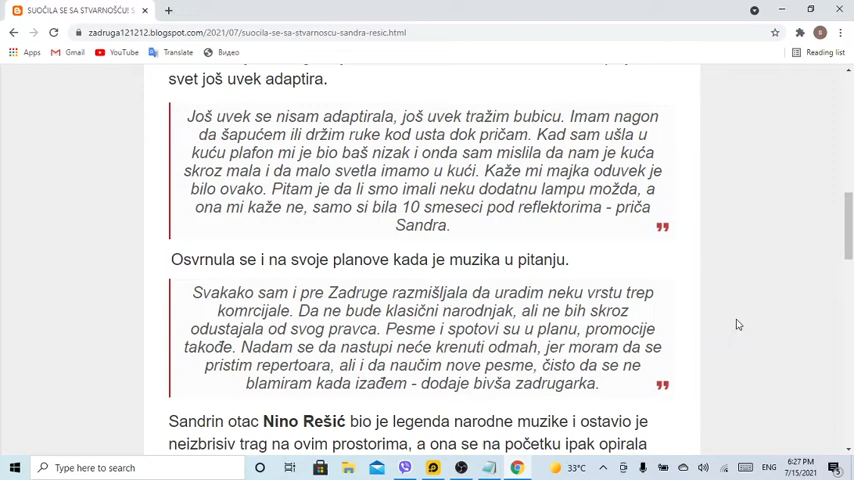 SUOČILA SE SA STVARNOŠĆU! S
zadruga121212.blogspot.com/2021/07/suocila-se-sa-stvarnoscu-sandra-resic.html
B
Gmail
YouTube
Translate
Видео
Reading list
svet još uvek adaptira.
Još uvek se nisam adaptirala, još uvek tražim bubicu. Imam nagon
da šapućem ili držim ruke kod usta dok pričam. Kad sam ušla u
kuću plafon mi je bio baš nizak i onda sam mislila da nam je kuća
skroz mala i da malo svetla imamo u kući. Kaže mi majka oduvek je
bilo ovako. Pitam je da li smo imali neku dodatnu lampu možda, a
ona mi kaže ne, samo si bila 10 smeseci pod reflektorima - priča
Sandra.
Osvrnula se i na svoje planove kada je muzika u pitanju.
Svakako sam i pre Zadruge razmišljala da uradim neku vrstu trep
komrcijale. Da ne bude klasični narodnjak, ali ne bih skroz
odustajala od svog pravca. Pesme i spotovi su u planu, promocije
takođe. Nadam se da nastupi neće krenuti odmah, jer moram da se
pristim repertoara, ali i da naučim nove pesme, čisto da se ne
blamiram kada izađem - dodaje bivša zadrugarka.
Sandrin otac Nino Rešić bio je legenda narodne muzike i ostavio je
neizbrisiv trag na ovim prostorima, a ona se na početku ipak opirala
Type here to search
33°C
ENG
6:27 PM
7/15/2021